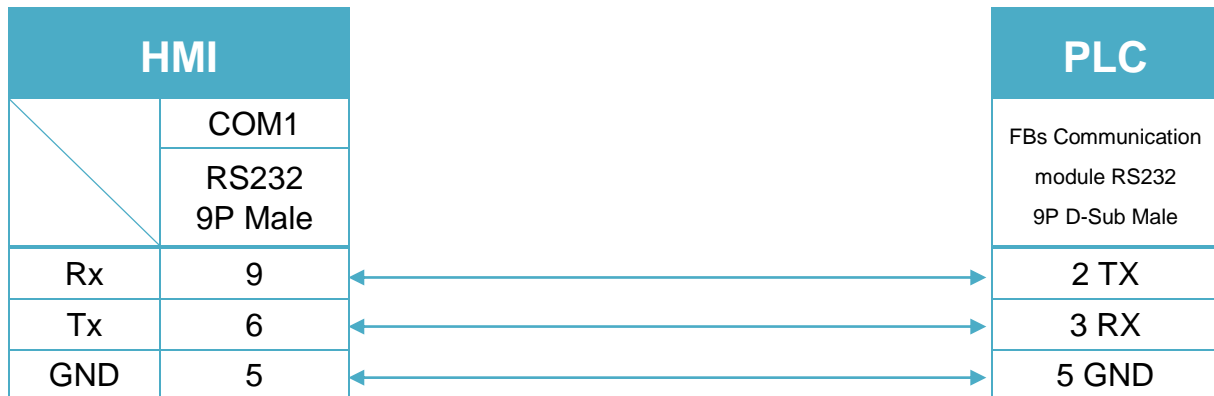 HMI
PLC
COM1
RS232
9P Male
FBs Communication
module RS232
9P D-Sub Male
Rx 9 2 TX
Tx 6 3 RX
GND 5 5 GND